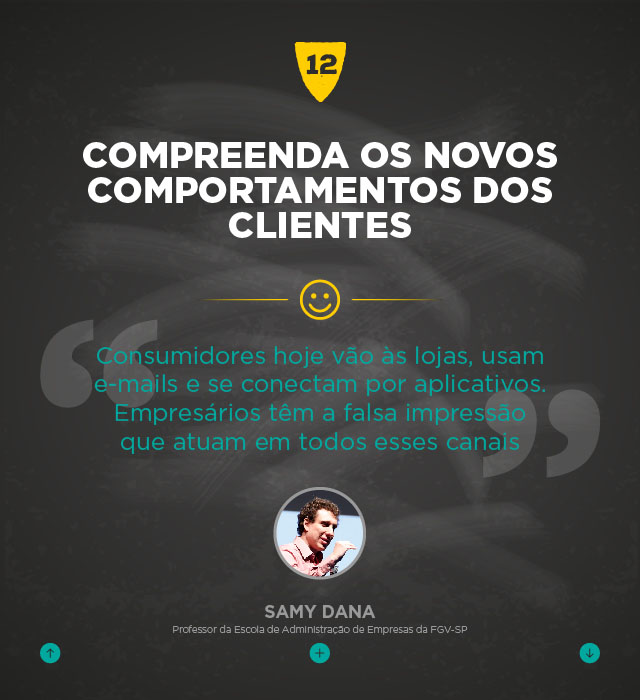 12
COMPREENDA OS NOVOS
COMPORTAMENTOS DOS
CLIENTES
“
Consumidores hoje vão às lojas, usam
e-mails e se conectam por aplicativos.
Empresários têm a falsa impressão
que atuam em todos esses canais
”
SAMY DANA
Professor da Escola de Administração de Empresas da FGV-SP